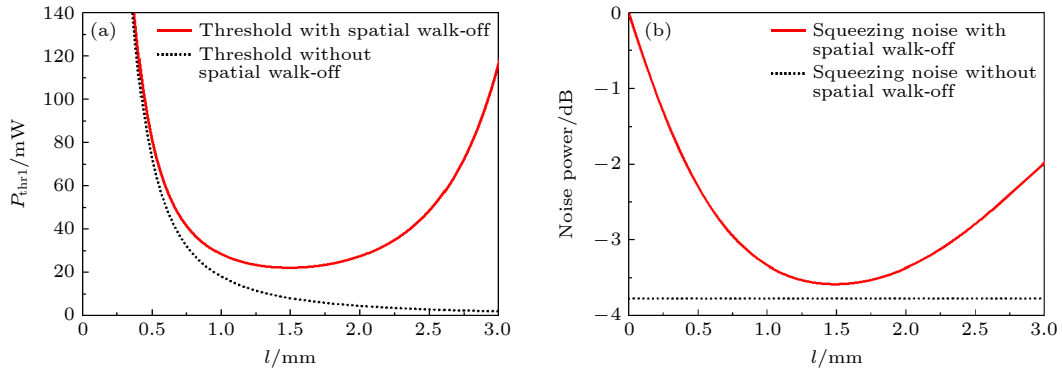 (a)
Threshold with spatial walk-off
Threshold without
spatial walk-off
140
120
100
80
60
40
20
0
P_thr1/mW
0
0.5
1.0
1.5
2.0
2.5
3.0
l/mm
(b)
Squeezing noise with
spatial walk-off
Squeezing noise without
spatial walk-off
0
−1
−2
−3
−4
Noise power/dB
0
0.5
1.0
1.5
2.0
2.5
3.0
l/mm